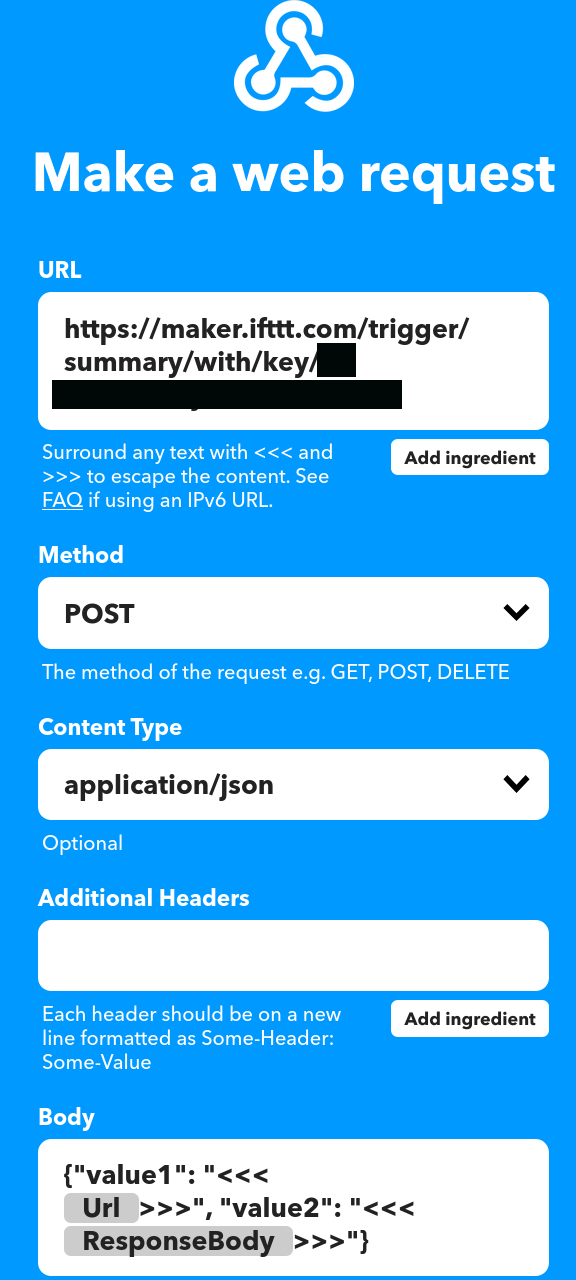 Make a web request
URL
https://maker.ifttt.com/trigger/
summary/with/key/
Surround any text with <<< and
>>> to escape the content. See
FAQ if using an IPv6 URL.
Add ingredient
Method
POST
The method of the request e.g. GET, POST, DELETE
Content Type
application/json
Optional
Additional Headers
Each header should be on a new
line formatted as Some-Header:
Some-Value
Add ingredient
Body
{"value1": "<<<
Url >>>", "value2": "<<<
ResponseBody >>>"}